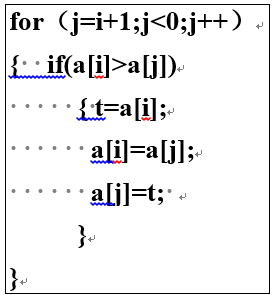 for（j=i+1;j<0;j++）
{ if(a[i]>a[j])
{ t=a[i];
a[i]=a[j];
a[j]=t;
}
}